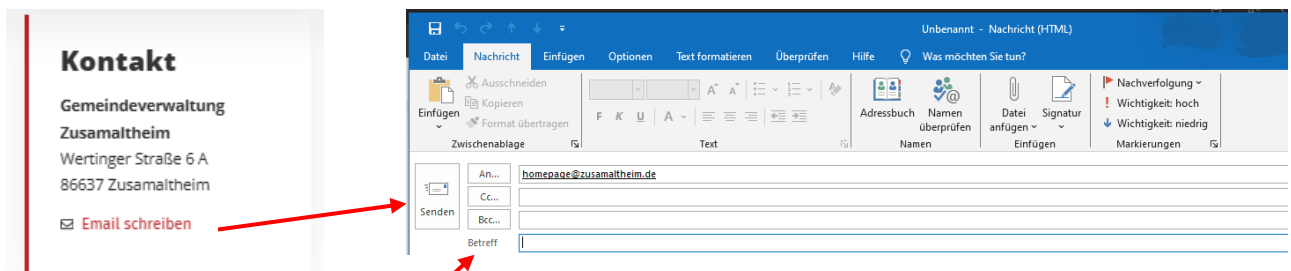 Kontakt
Gemeindeverwaltung
Zusamaltheim
Wertinger Straße 6 A
86637 Zusamaltheim
Email schreiben
Unbenannt - Nachricht (HTML)
Datei Nachricht Einfügen Optionen Text formatieren Überprüfen Hilfe Was möchten Sie tun?
Einfügen
Ausschneiden
Kopieren
Format übertragen
Zwischenablage
F K U A
Text
Adressbuch Namen überprüfen
Namen
Datei anfügen Signatur
Einfügen
Nachverfolgung
Wichtigkeit: hoch
Wichtigkeit: niedrig
Markierungen
Senden
An... homepage@zusamaltheim.de
Cc...
Bcc...
Betreff